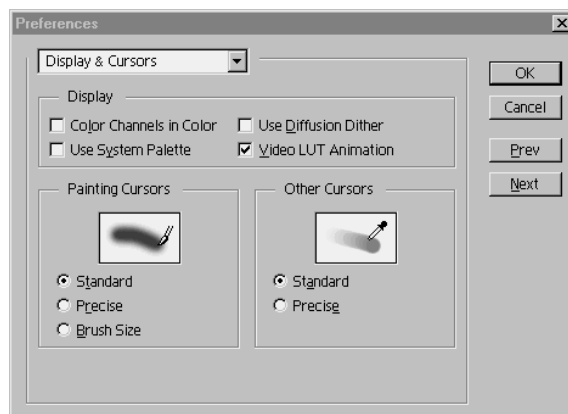 Preferences
Display & Cursors
OK
Cancel
Prev
Next
Display
Color Channels in Color
Use Diffusion Dither
Use System Palette
Video LUT Animation
Painting Cursors
Other Cursors
Standard
Precise
Brush Size
Standard
Precise